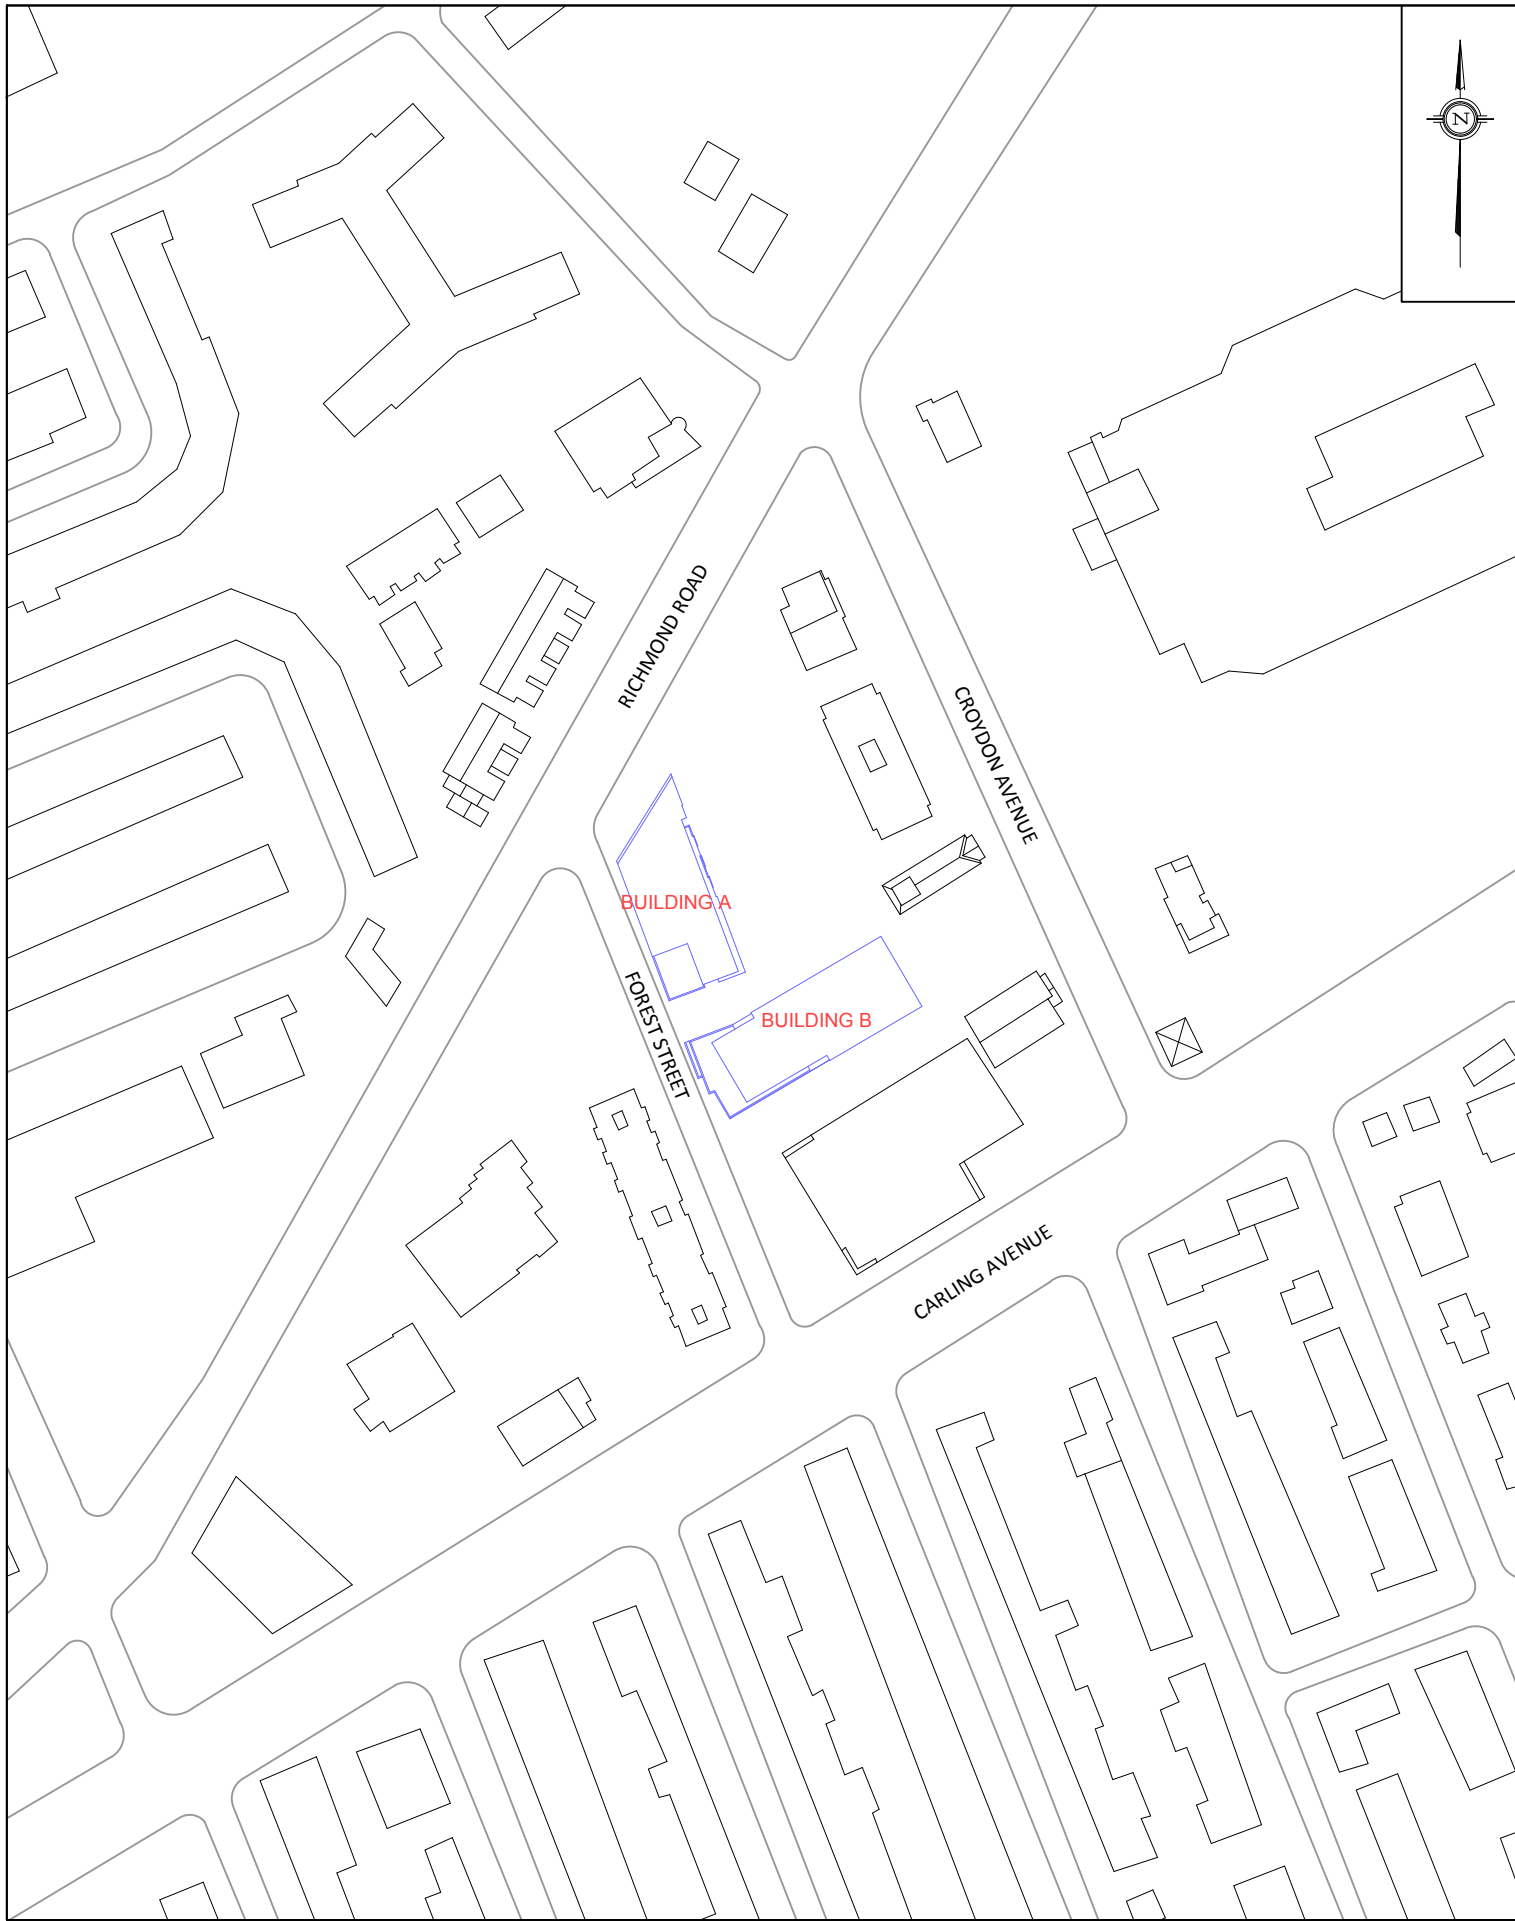 N
RICHMOND ROAD
CROYDON AVENUE
BUILDING A
FOREST STREET
BUILDING B
CARLING AVENUE